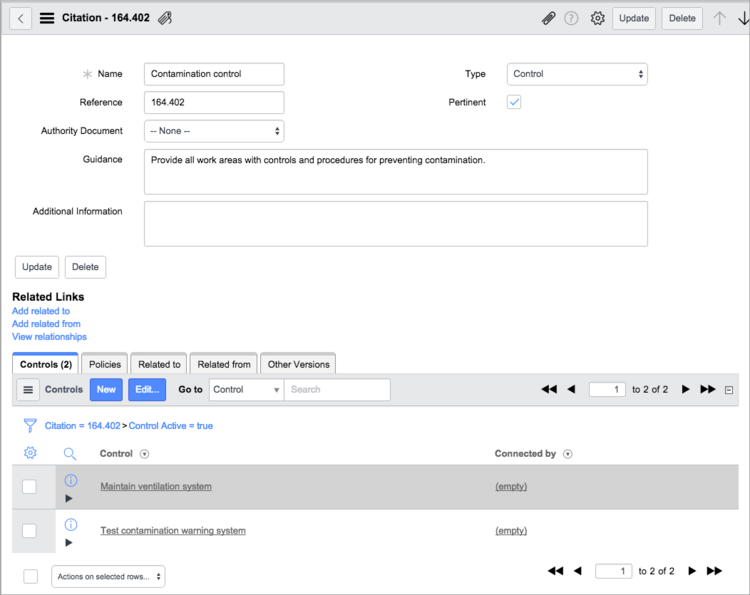 Citation - 164.402
Update
Delete
Name
Contamination control
Type
Control
Reference
164.402
Pertinent
Authority Document
-- None --
Guidance
Provide all work areas with controls and procedures for preventing contamination.
Additional Information
Update
Delete
Related Links
Add related to
Add related from
View relationships
Controls (2)
Policies
Related to
Related from
Other Versions
Controls
New
Edit...
Go to
Control
Search
1
to 2 of 2
Citation = 164.402 > Control Active = true
Control
Connected by
Maintain ventilation system
(empty)
Test contamination warning system
(empty)
Actions on selected rows...
1
to 2 of 2